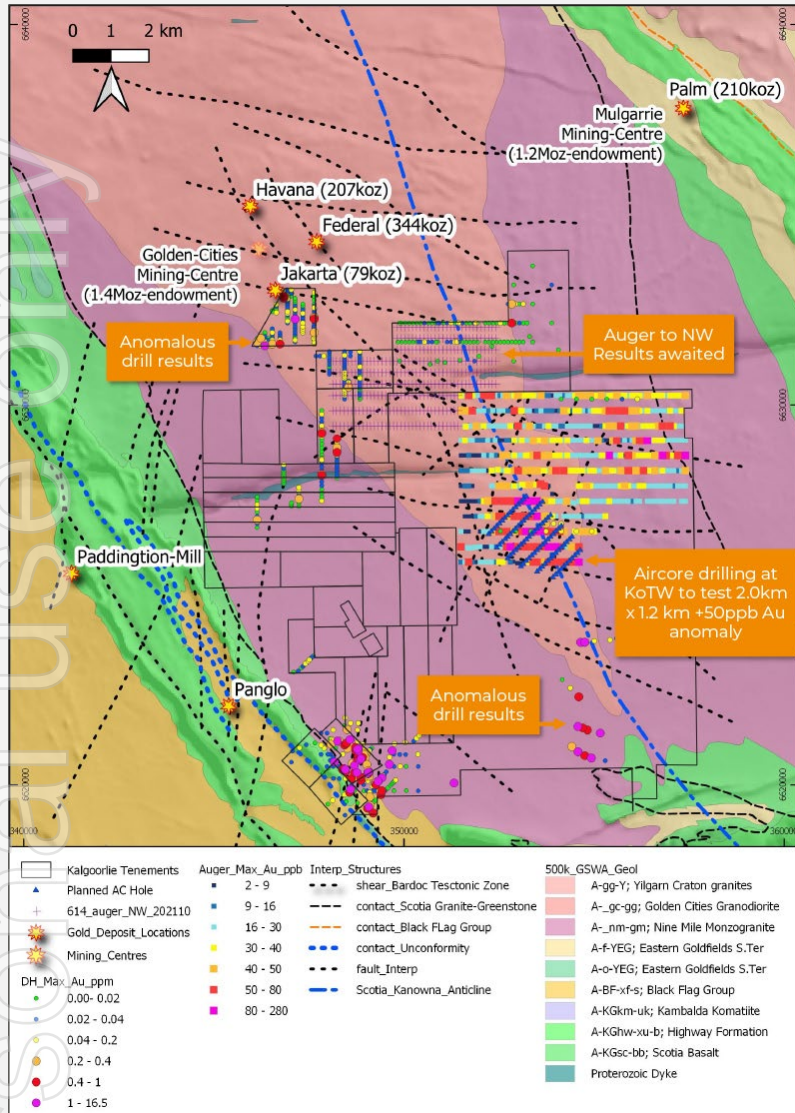 6640000
6640000
0 1 2 km
Palm (210koz)
Mulgarrie
Mining-Centre
(1.2Moz-endowment)
Havana (207koz)
Federal (344koz)
Golden-Cities
Mining-Centre
(1.4Moz-endowment)
Jakarta (79koz)
Anomalous
drill results
Auger to NW
Results awaited
6630000
6630000
Paddingtion-Mill
Aircore drilling at
KoTW to test 2.0km
x 1.2 km +50ppb Au
anomaly
Panglo
Anomalous
drill results
6620000
6620000
340000
350000
360000
sonal use only
Kalgoorlie Tenements
Planned AC Hole
614_auger_NW_202110
Gold_Deposit_Locations
Mining_Centres
DH_Max_Au_ppm
0.00- 0.02
0.02 - 0.04
0.04 - 0.2
0.2 - 0.4
0.4 - 1
1 - 16.5
Auger_Max_Au_ppb
2 - 9
9 - 16
16 - 30
30 - 40
40 - 50
50 - 80
80 - 280
Interp_Structures
shear_Bardoc Tesctonic Zone
contact_Scotia Granite-Greenstone
contact_Black FLag Group
contact_Unconformity
fault_Interp
Scotia_Kanowna_Anticline
500k_GSWA_Geol
A-gg-Y; Yilgarn Craton granites
A-_gc-gg; Golden Cities Granodiorite
A-_nm-gm; Nine Mile Monzogranite
A-f-YEG; Eastern Goldfields S.Ter
A-o-YEG; Eastern Goldfields S.Ter
A-BF-xf-s; Black Flag Group
A-KGkm-uk; Kambalda Komatiite
A-KGhw-xu-b; Highway Formation
A-KGsc-bb; Scotia Basalt
Proterozoic Dyke